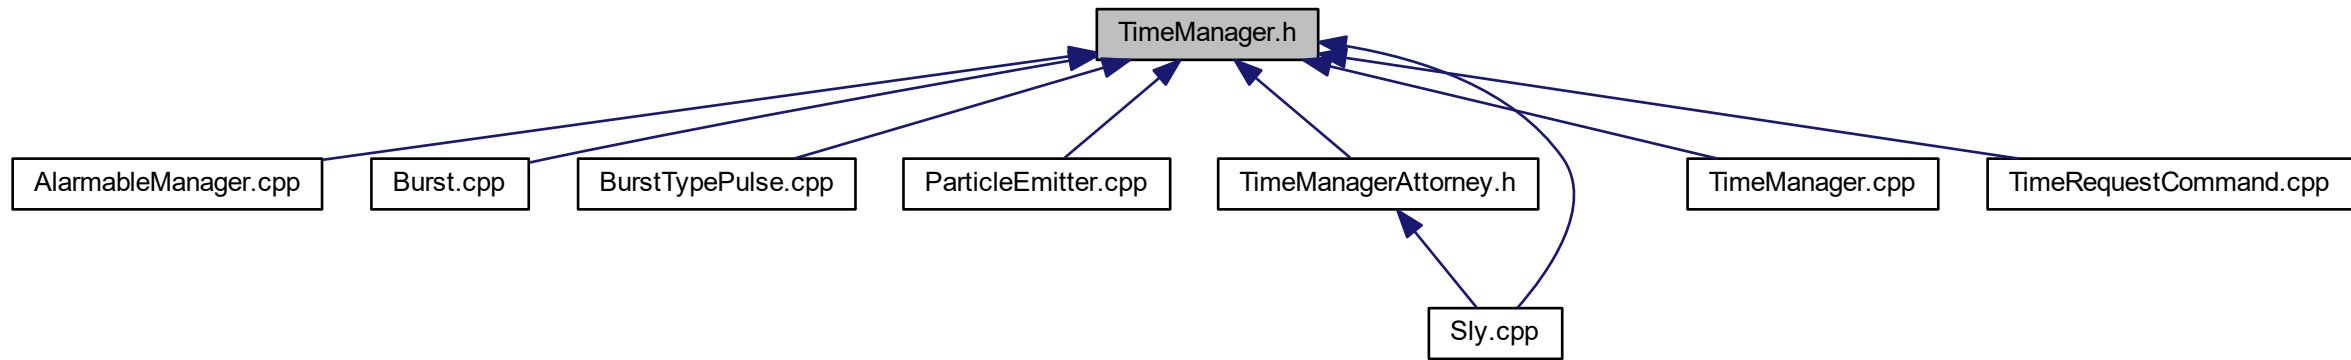 TimeManager.h
AlarmableManager.cpp
Burst.cpp
BurstTypePulse.cpp
ParticleEmitter.cpp
TimeManagerAttorney.h
TimeManager.cpp
TimeRequestCommand.cpp
Sly.cpp